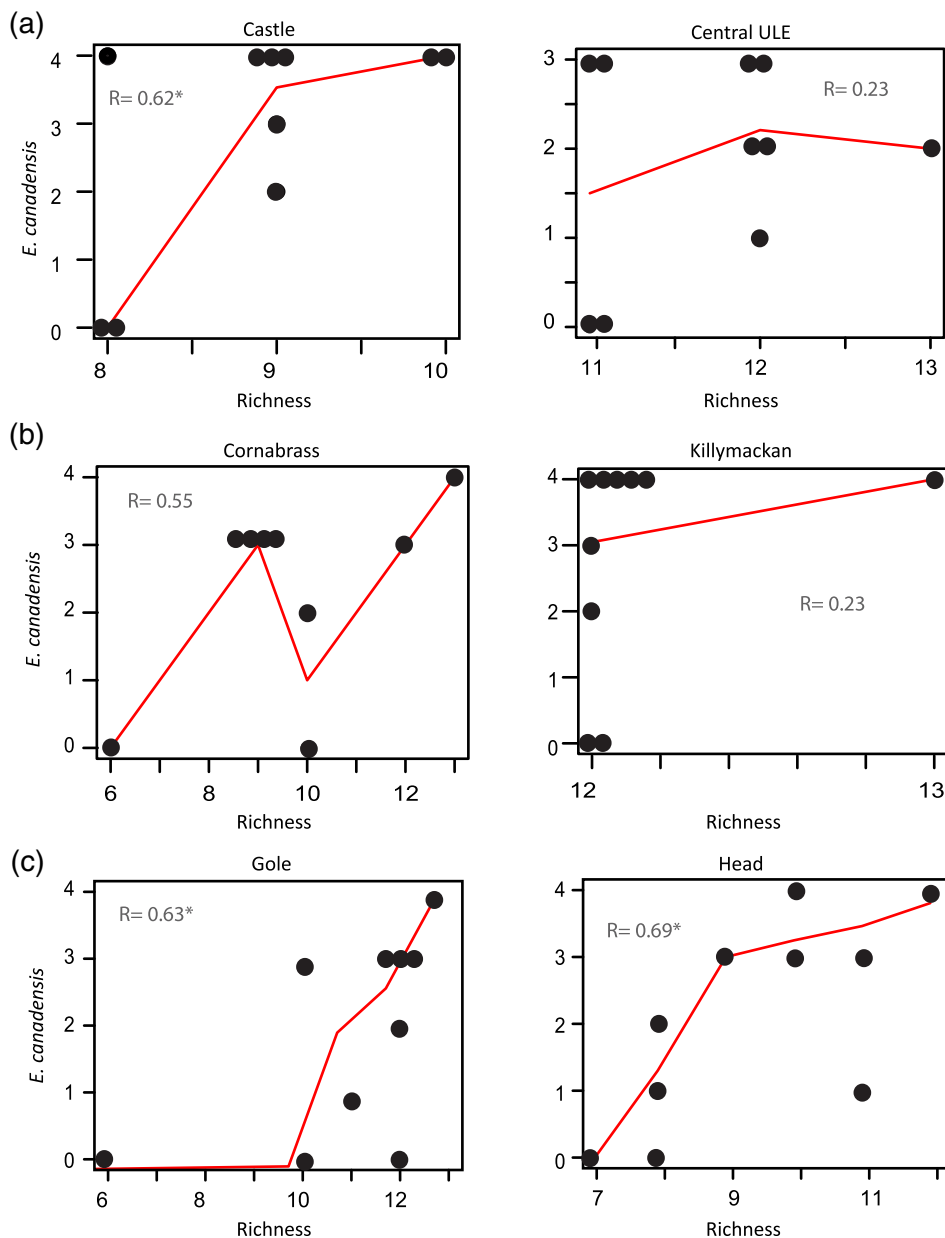 (a)
Castle
Central ULE
R= 0.62*
R= 0.23
E. canadensis
4
3
2
1
0
3
2
1
0
8
9
10
11
12
13
Richness
Richness
(b)
Cornabrass
Killymackan
R= 0.55
R= 0.23
E. canadensis
4
3
2
1
0
4
3
2
1
0
6
8
10
12
12
13
Richness
Richness
(c)
Gole
Head
R= 0.63*
R= 0.69*
E. canadensis
4
3
2
1
0
4
3
2
1
0
6
8
10
12
7
9
11
Richness
Richness